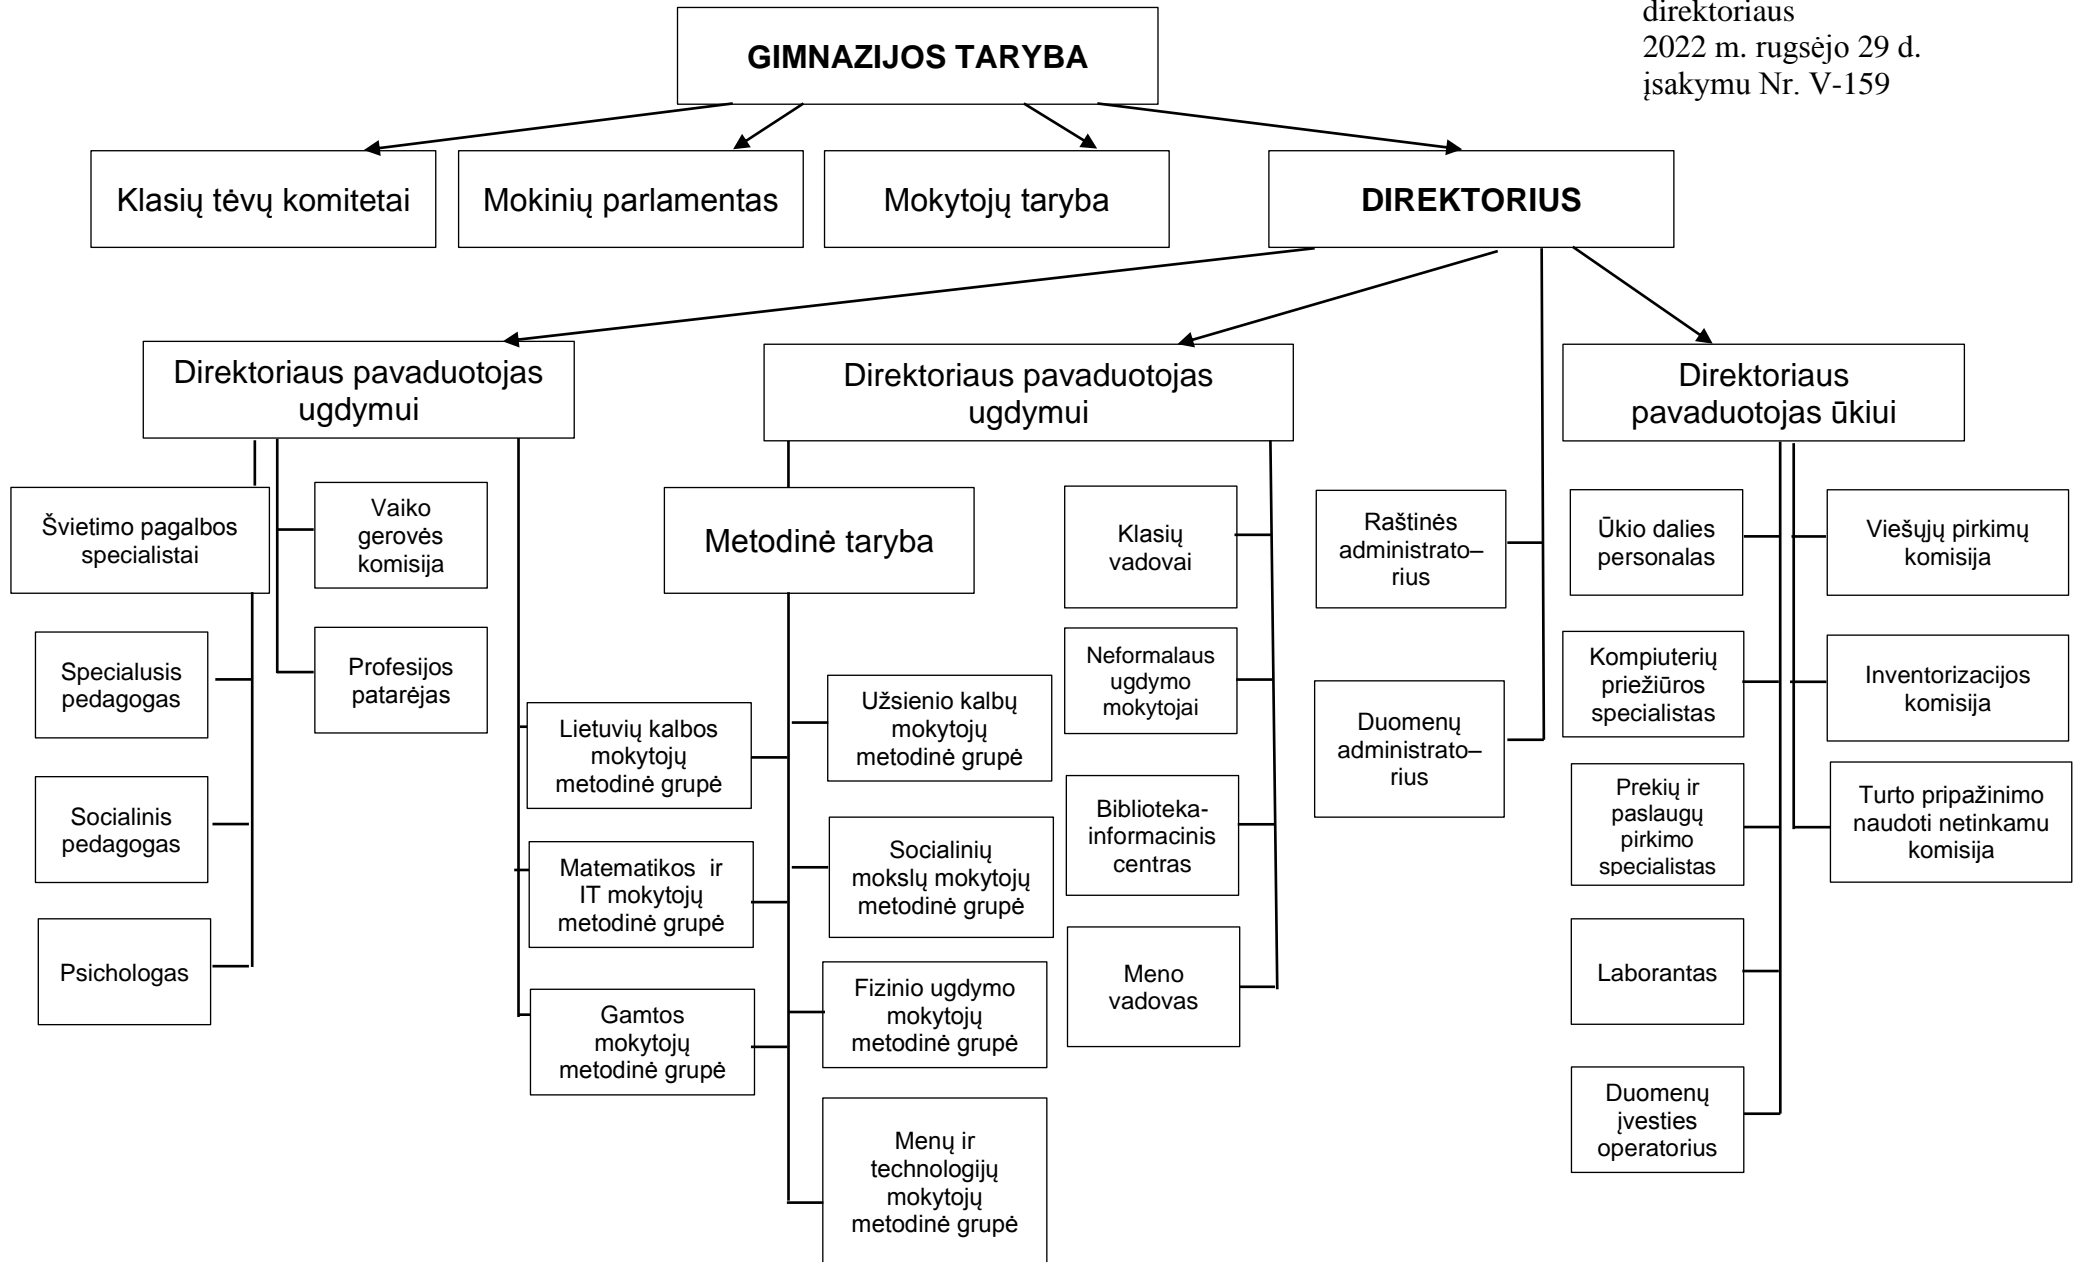 direktoriaus
2022 m. rugsėjo 29 d.
įsakymu Nr. V-159
GIMNAZIJOS TARYBA
Klasių tėvų komitetai
Mokinių parlamentas
Mokytojų taryba
DIREKTORIUS
Direktoriaus pavaduotojas
ugdymui
Direktoriaus pavaduotojas
ugdymui
Direktoriaus
pavaduotojas ūkiui
Švietimo pagalbos
specialistai
Vaiko
gerovės
komisija
Specialusis
pedagogas
Profesijos
patarėjas
Socialinis
pedagogas
Psichologas
Metodinė taryba
Lietuvių kalbos
mokytojų
metodinė grupė
Matematikos ir
IT mokytojų
metodinė grupė
Gamtos
mokytojų
metodinė grupė
Užsienio kalbų
mokytojų
metodinė grupė
Socialinių
mokslų mokytojų
metodinė grupė
Fizinio ugdymo
mokytojų
metodinė grupė
Menų ir
technologijų
mokytojų
metodinė grupė
Klasių
vadovai
Neformalaus
ugdymo
mokytojai
Biblioteka-
informacinis
centras
Meno
vadovas
Raštinės
administrato–
rius
Duomenų
administrato–
rius
Ūkio dalies
personalas
Kompiuterių
priežiūros
specialistas
Prekių ir
paslaugų
pirkimo
specialistas
Laborantas
Duomenų
įvesties
operatorius
Viešųjų pirkimų
komisija
Inventorizacijos
komisija
Turto pripažinimo
naudoti netinkamu
komisija